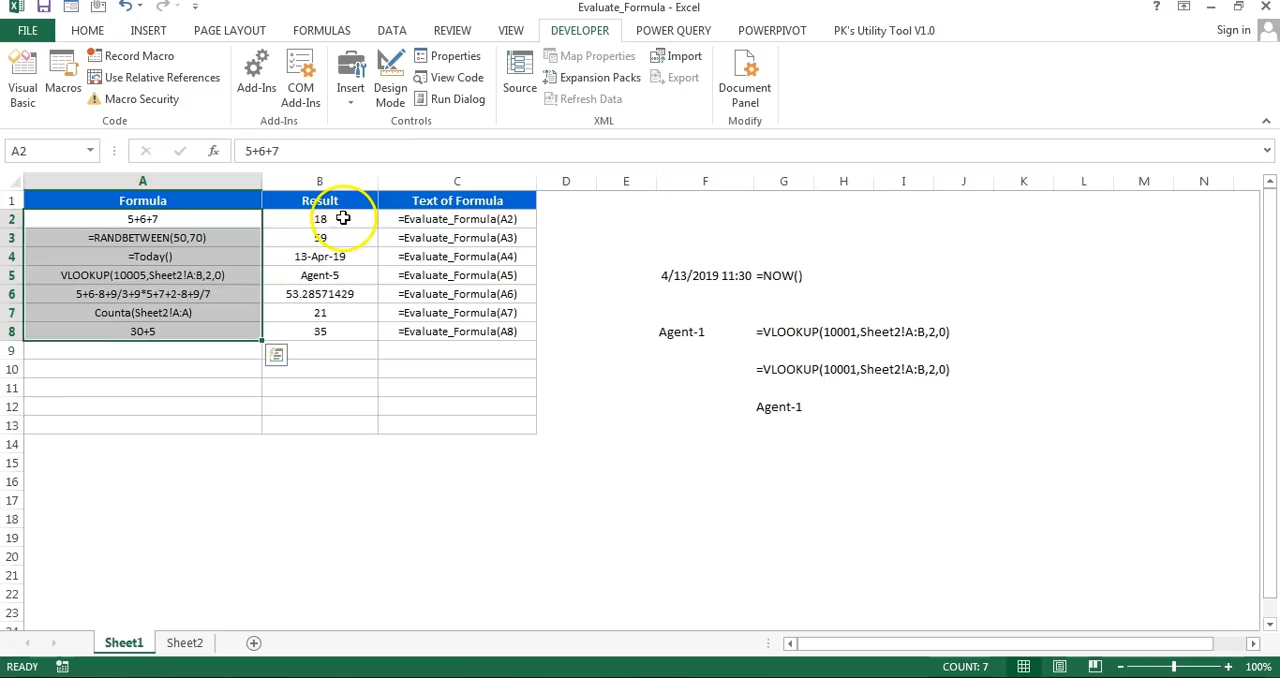 Evaluate_Formula - Excel
?
FILE HOME INSERT PAGE LAYOUT FORMULAS DATA REVIEW VIEW DEVELOPER POWER QUERY POWERPIVOT PK's Utility Tool V1.0 Sign in
Visual Basic
Macros
Record Macro
Use Relative References
Macro Security
Code
Add-Ins
COM Add-Ins
Add-Ins
Insert
Design Mode
Properties
View Code
Run Dialog
Controls
Source
Map Properties
Expansion Packs
Refresh Data
Import
Export
XML
Document Panel
Modify
A2 fx 5+6+7
A B C D E F G H I J K L M N
1 Formula Result Text of Formula
2 5+6+7 18 =Evaluate_Formula(A2)
3 =RANDBETWEEN(50,70) 59 =Evaluate_Formula(A3)
4 =Today() 13-Apr-19 =Evaluate_Formula(A4)
5 VLOOKUP(10005,Sheet2!A:B,2,0) Agent-5 =Evaluate_Formula(A5) 4/13/2019 11:30 =NOW()
6 5+6-8+9/3+9*5+7+2-8+9/7 53.28571429 =Evaluate_Formula(A6)
7 Counta(Sheet2!A:A) 21 =Evaluate_Formula(A7)
8 30+5 35 =Evaluate_Formula(A8) Agent-1 =VLOOKUP(10001,Sheet2!A:B,2,0)
9
10 =VLOOKUP(10001,Sheet2!A:B,2,0)
11
12 Agent-1
13
14
15
16
17
18
19
20
21
22
23
Sheet1 Sheet2
READY COUNT: 7 100%